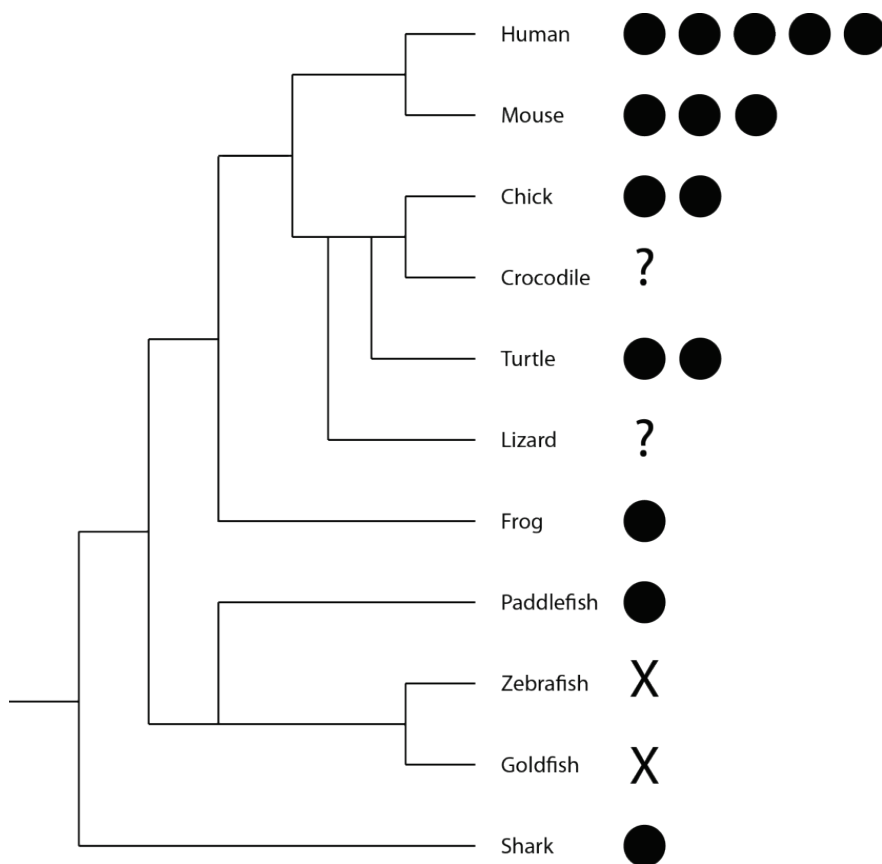 Human
Mouse
Chick
Crocodile ?
Turtle
Lizard ?
Frog
Paddlefish
Zebrafish X
Goldfish X
Shark